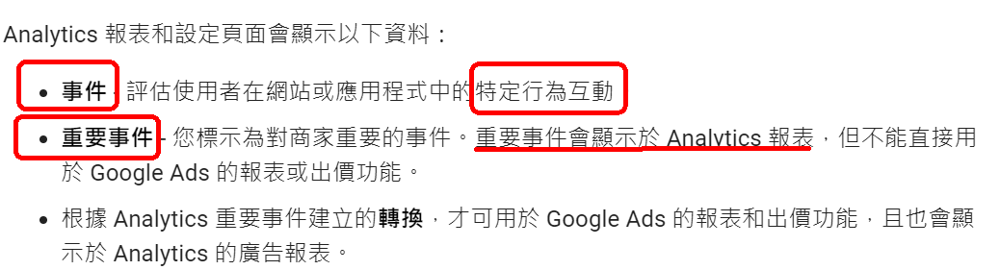 Analytics 報表和設定頁面會顯示以下資料：
• 事件 - 評估使用者在網站或應用程式中的特定行為互動
• 重要事件 - 您標示為對商家重要的事件。重要事件會顯示於 Analytics 報表，但不能直接用
於 Google Ads 的報表或出價功能。
• 根據 Analytics 重要事件建立的轉換，才可用於 Google Ads 的報表和出價功能，且也會顯
示於 Analytics 的廣告報表。